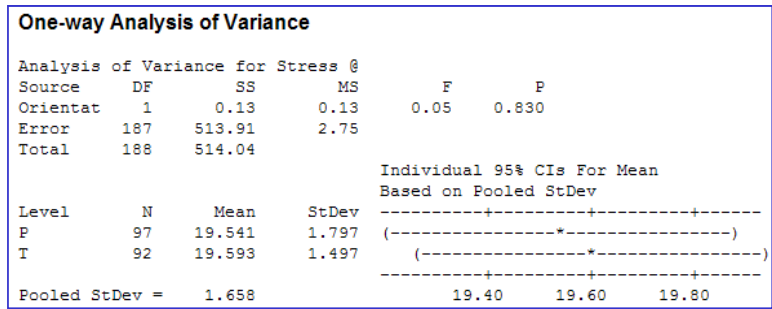 One-way Analysis of Variance
Analysis of Variance for Stress @
Source      DF        SS        MS         F        P
Orientat     1      0.13      0.13      0.05    0.830
Error      187    513.91      2.75
Total      188    514.04
                                   Individual 95% CIs For Mean
                                   Based on Pooled StDev
Level        N      Mean     StDev ----------+---------+---------+------
P           97    19.541     1.797 (----------------*----------------)
T           92    19.593     1.497    (----------------*----------------)
                                   ----------+---------+---------+------
Pooled StDev =    1.658                    19.40     19.60     19.80